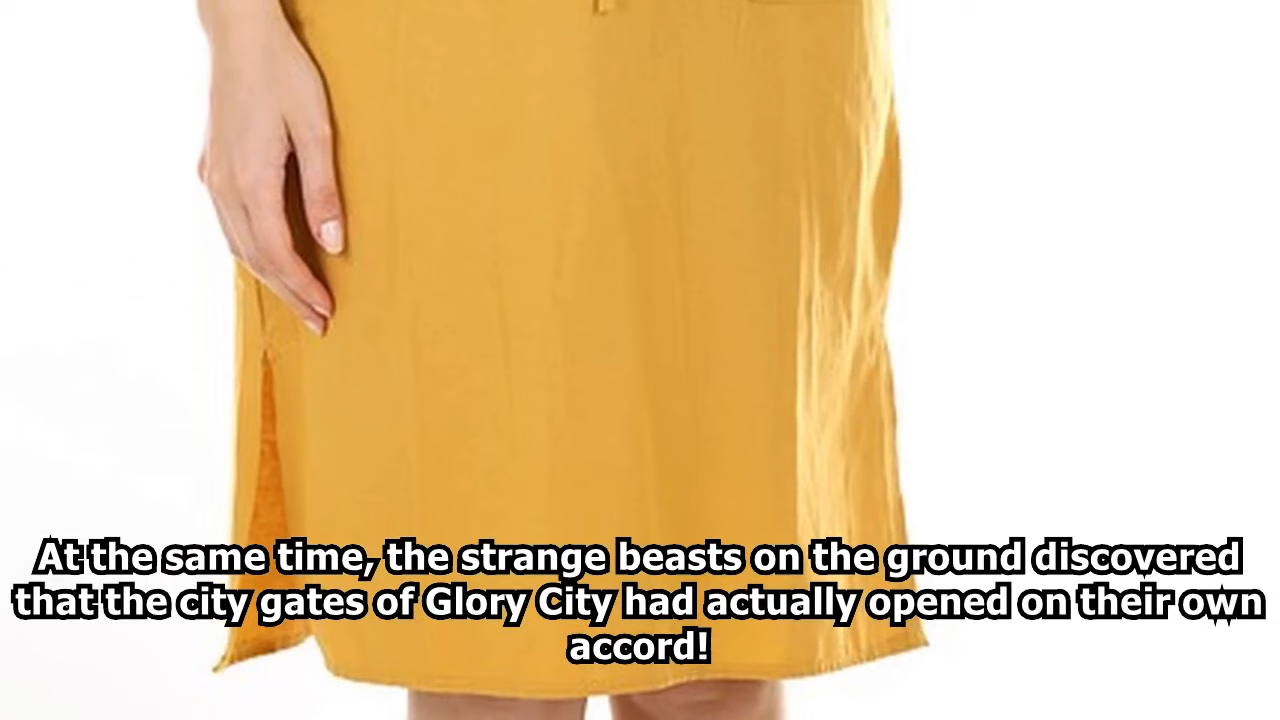 At the same time, the strange beasts on the ground discovered
that the city gates of Glory City had actually opened on their own
accord!